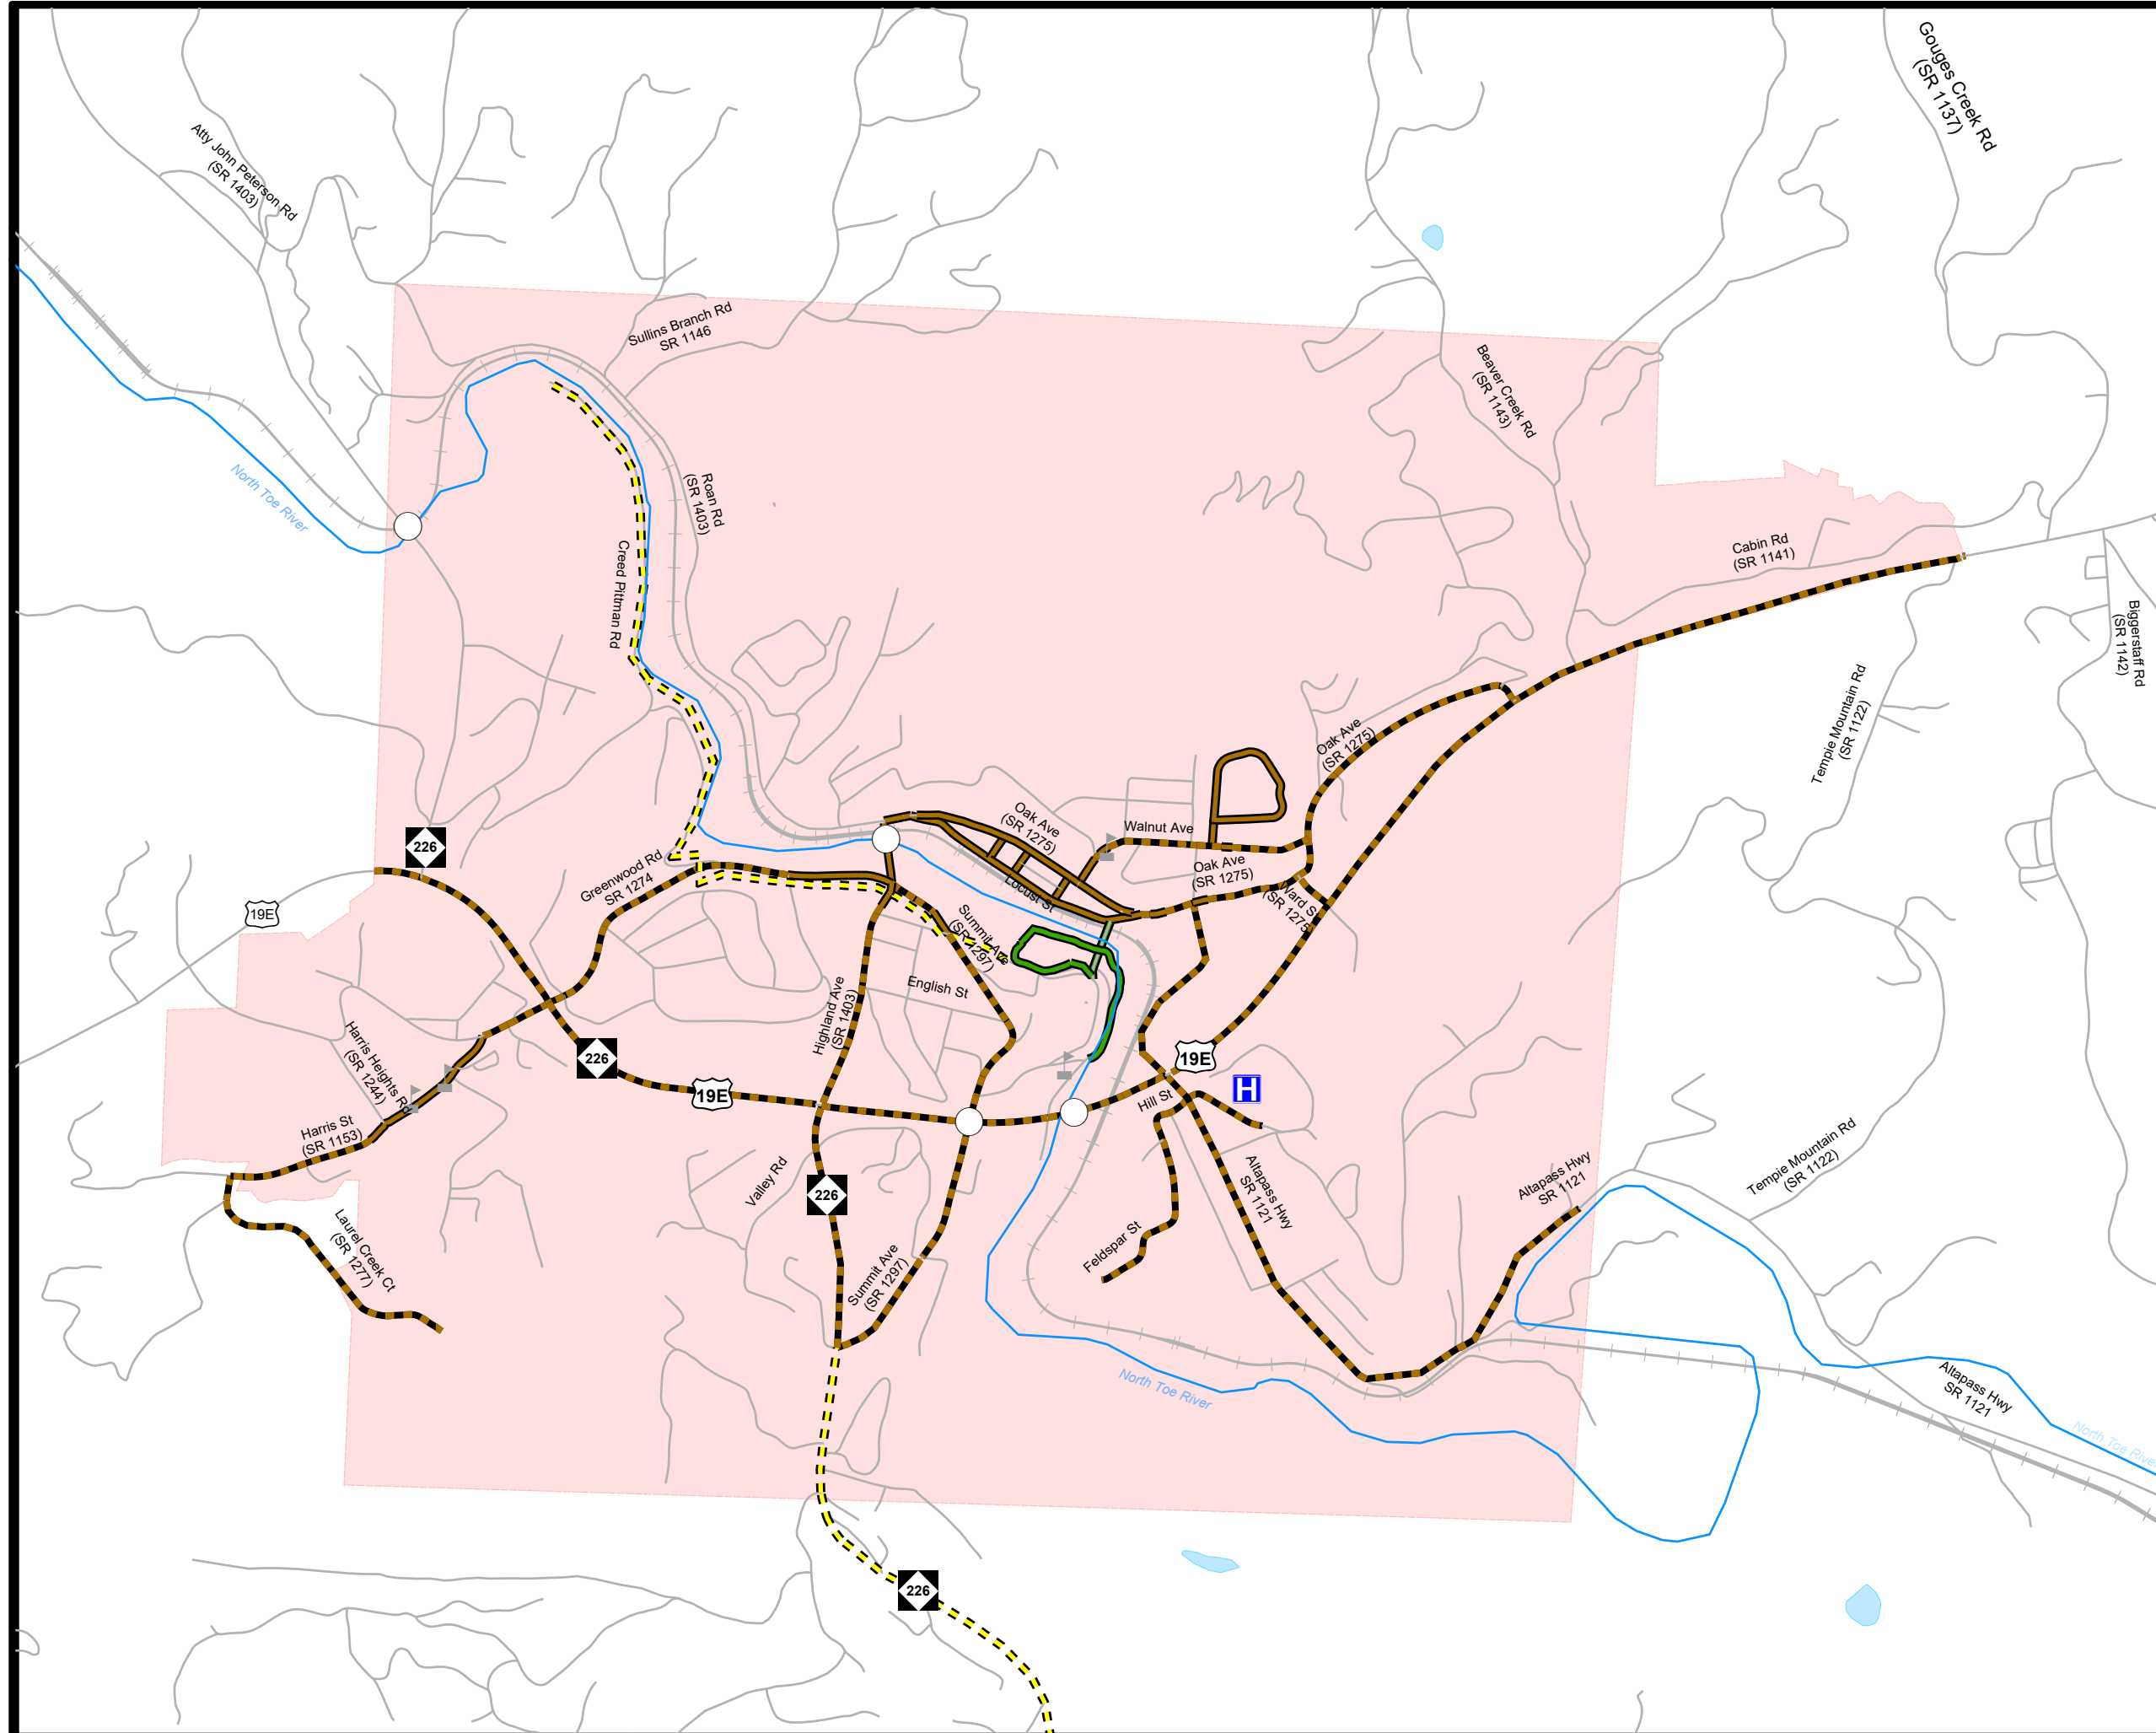 Gouges Creek Rd
(SR 1137)
Atty John Peterson Rd
(SR 1403)
Sullins Branch Rd
SR 1146
Beaver Creek Rd
(SR 1143)
North Toe River
Roan Rd
(SR 1403)
Creed Pittman Rd
Cabin Rd
(SR 1141)
Biggerstaff Rd
(SR 1142)
Tempie Mountain Rd
(SR 1122)
Oak Ave
(SR 1275)
226
Oak Ave
(SR 1275)
Walnut Ave
Greenwood Rd
SR 1274
Oak Ave
(SR 1275)
Locust St
Ward St
(SR 1275)
19E
Summit Ave
(SR 1297)
English St
Highland Ave
(SR 1403)
Harris Heights Rd
(SR 1244)
226
19E
19E
H
Hill St
Harris St
(SR 1153)
Valley Rd
226
Altapass Hwy
SR 1121
Altapass Hwy
SR 1121
Tempie Mountain Rd
(SR 1122)
Laurel Creek Ct
(SR 1277)
Feldspar St
Summit Ave
(SR 1297)
North Toe River
Altapass Hwy
SR 1121
North Toe River
226